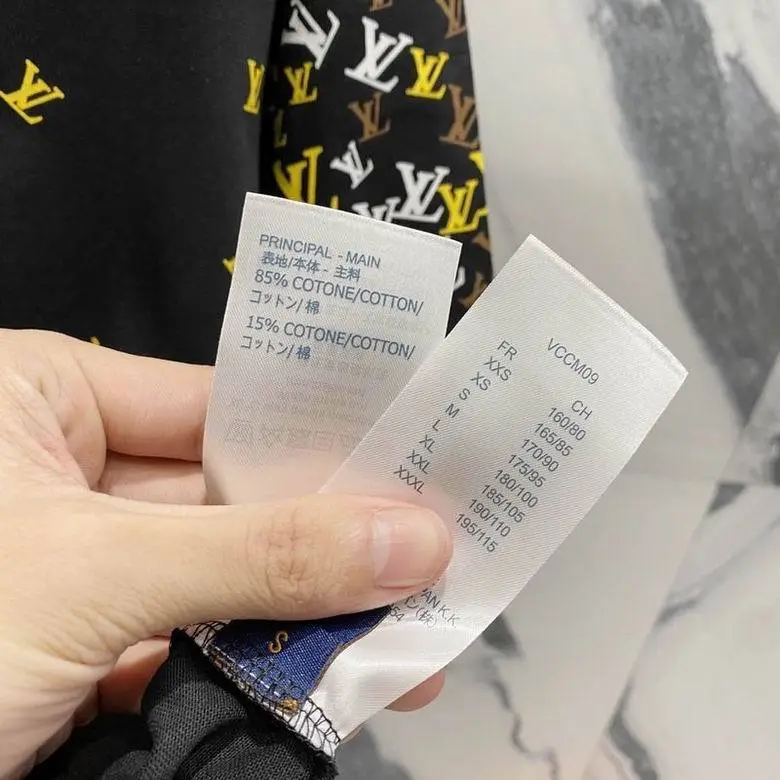 PRINCIPAL - MAIN
表地/本体 - 主料
85% COTONE/COTTON/
コットン/ 棉
15% COTONE/COTTON/
コットン/ 棉
VCCM09
FR CH
XXS 160/80
XS 165/85
S 170/90
M 175/95
L 180/100
XL 185/105
XXL 190/110
XXXL 195/115
K.K.
(株)
S